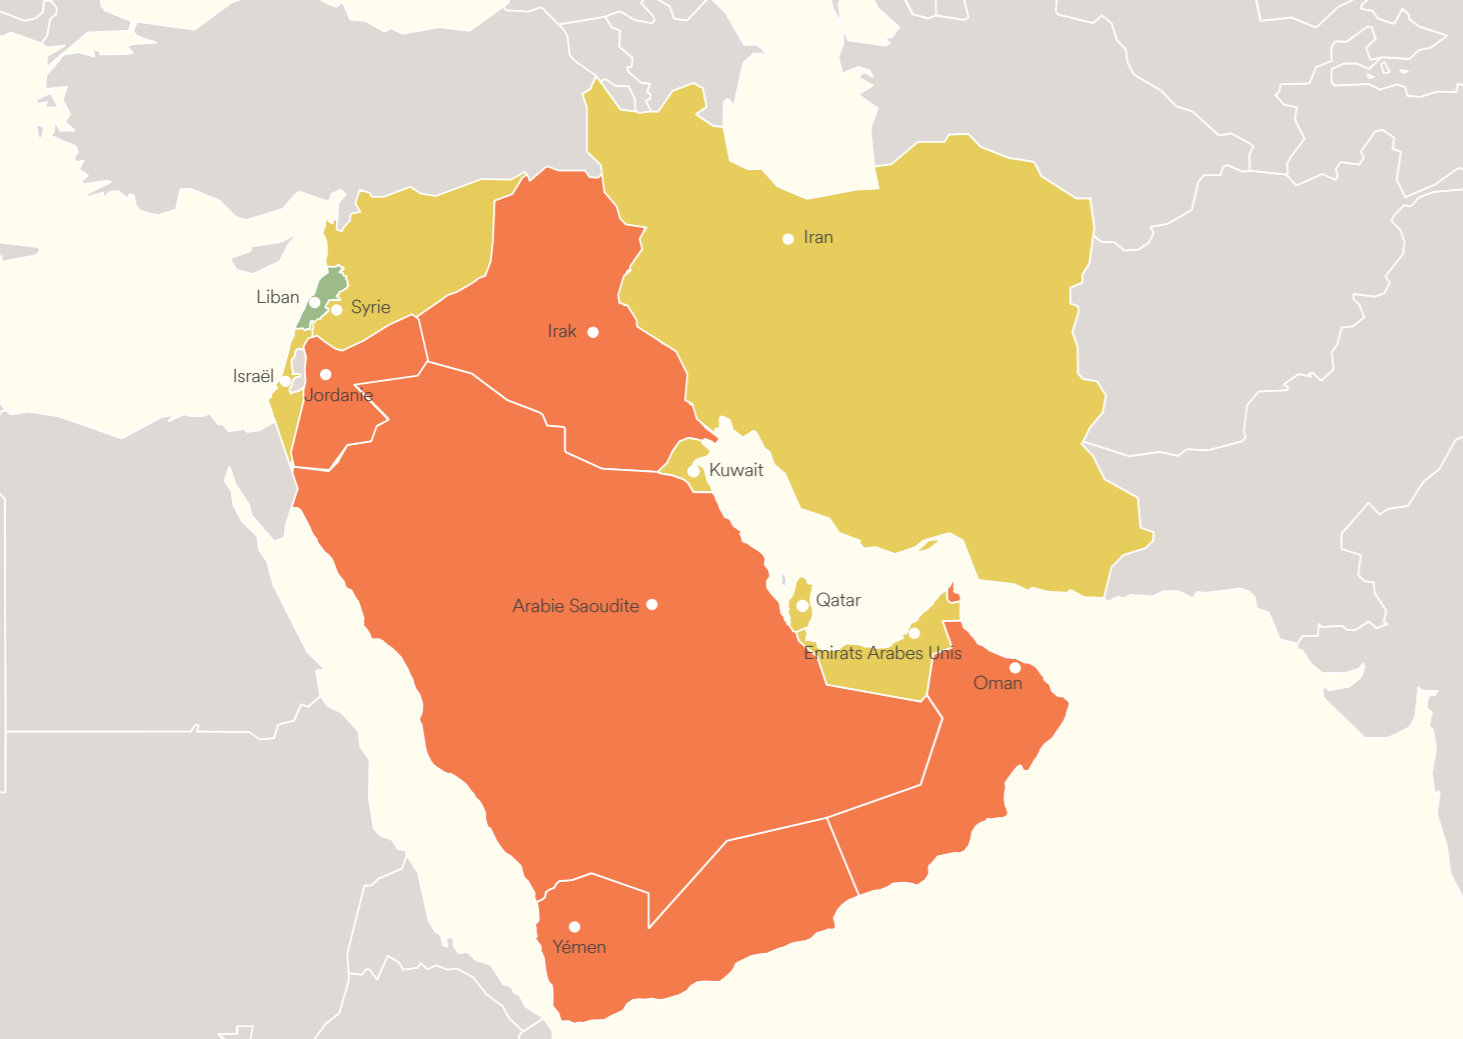 Iran
Liban
Syrie
Irak
Israël
Jordanie
Kuwait
Qatar
Arabie Saoudite
Emirats Arabes Unis
Oman
Yémen